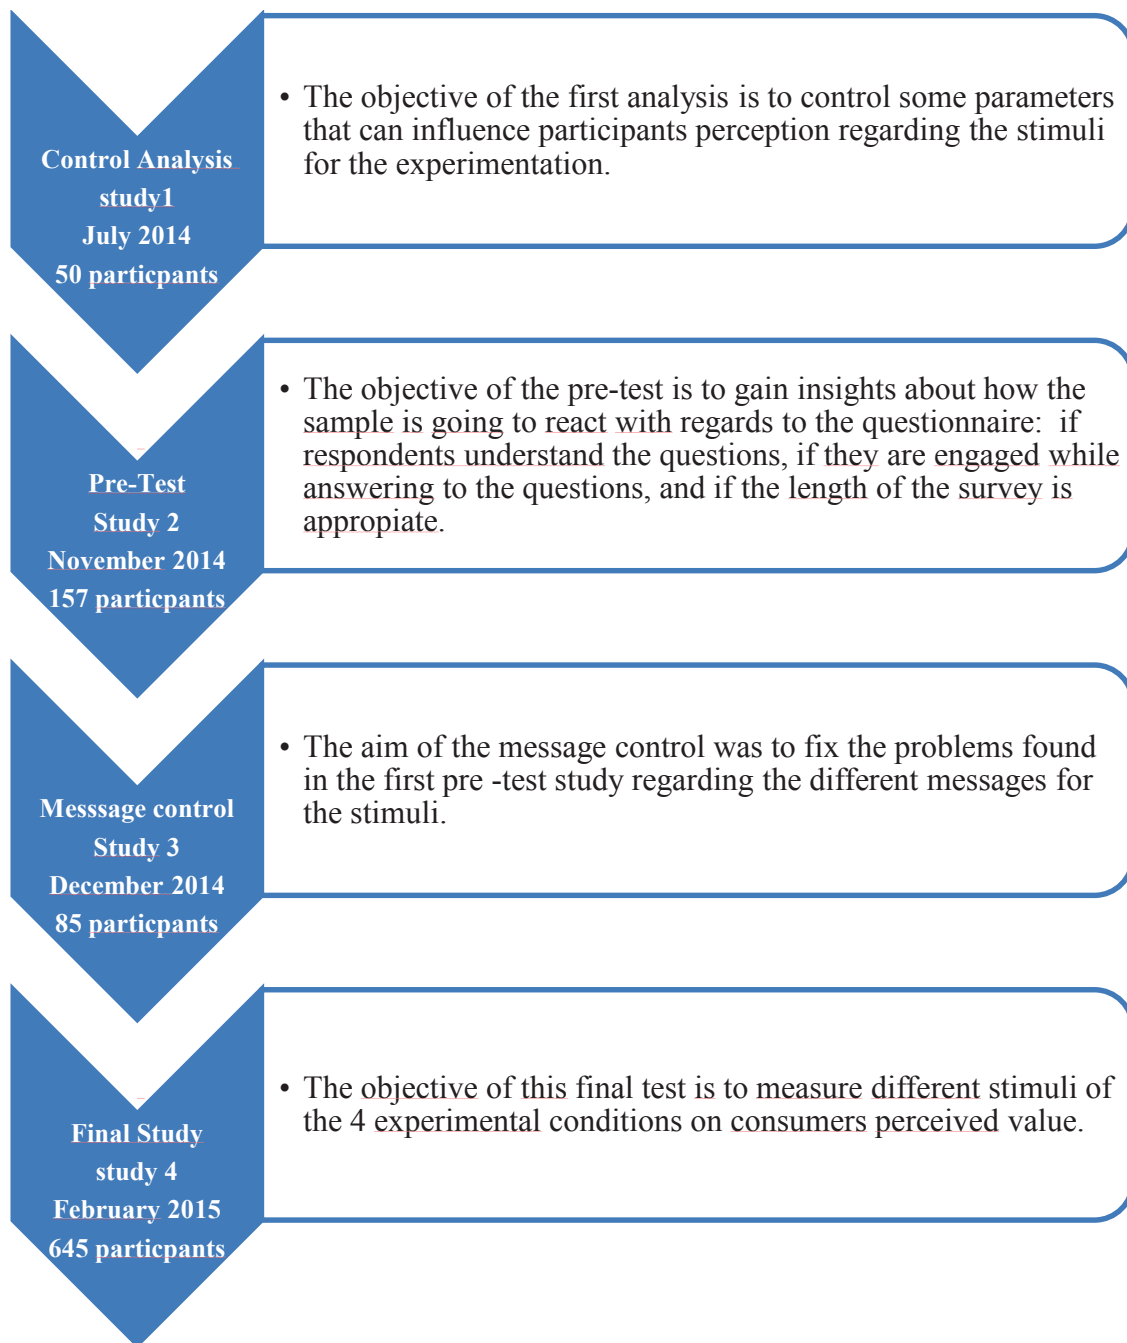 Control Analysis
study1
July 2014
50 particpants
• The objective of the first analysis is to control some parameters
that can influence participants perception regarding the stimuli
for the experimentation.
Pre-Test
Study 2
November 2014
157 particpants
• The objective of the pre-test is to gain insights about how the
sample is going to react with regards to the questionnaire:  if
respondents understand the questions, if they are engaged while
answering to the questions, and if the length of the survey is
appropiate.
Messsage control
Study 3
December 2014
85 particpants
• The aim of the message control was to fix the problems found
in the first pre -test study regarding the different messages for
the stimuli.
Final Study
study 4
February 2015
645 particpants
• The objective of this final test is to measure different stimuli of
the 4 experimental conditions on consumers perceived value.